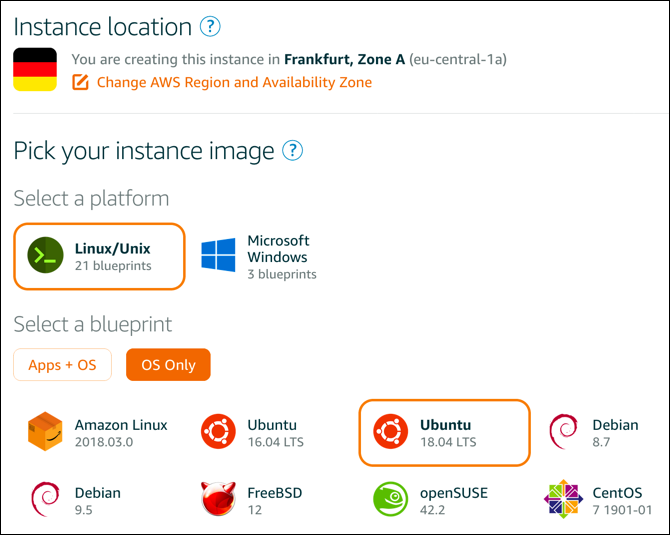 Instance location ?
You are creating this instance in Frankfurt, Zone A (eu-central-1a)
Change AWS Region and Availability Zone
Pick your instance image ?
Select a platform
Linux/Unix
21 blueprints
Microsoft
Windows
3 blueprints
Select a blueprint
Apps + OS
OS Only
Amazon Linux
2018.03.0
Ubuntu
16.04 LTS
Ubuntu
18.04 LTS
Debian
8.7
Debian
9.5
FreeBSD
12
openSUSE
42.2
CentOS
7 1901-01